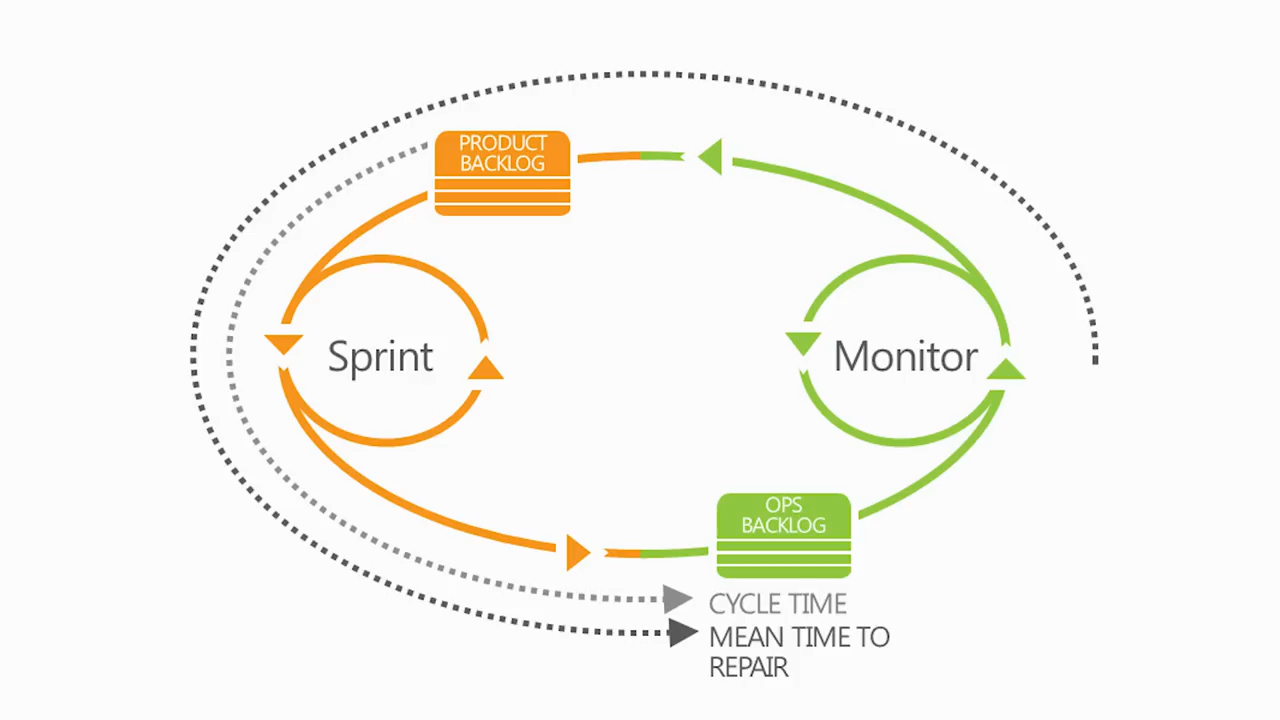 PRODUCT
BACKLOG
Sprint
Monitor
OPS
BACKLOG
CYCLE TIME
MEAN TIME TO
REPAIR